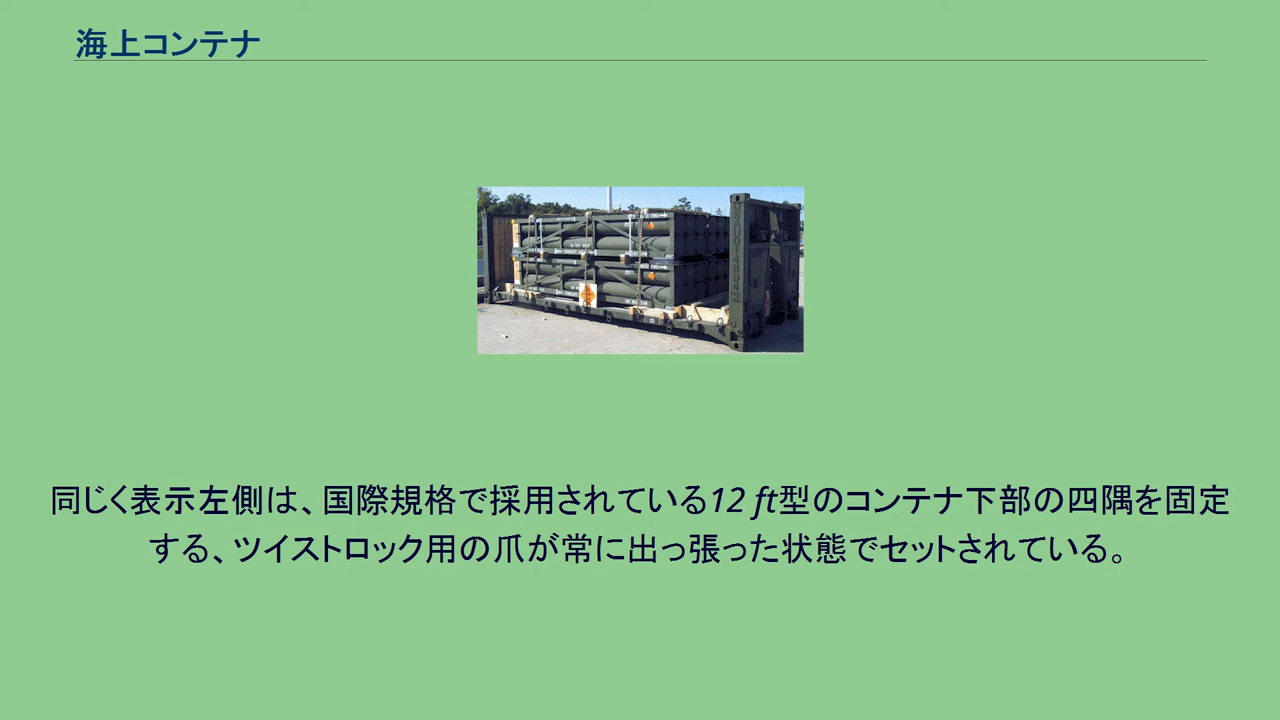 海上コンテナ
同じく表示左側は、国際規格で採用されている12 ft型のコンテナ下部の四隅を固定
する、ツイストロック用の爪が常に出っ張った状態でセットされている。